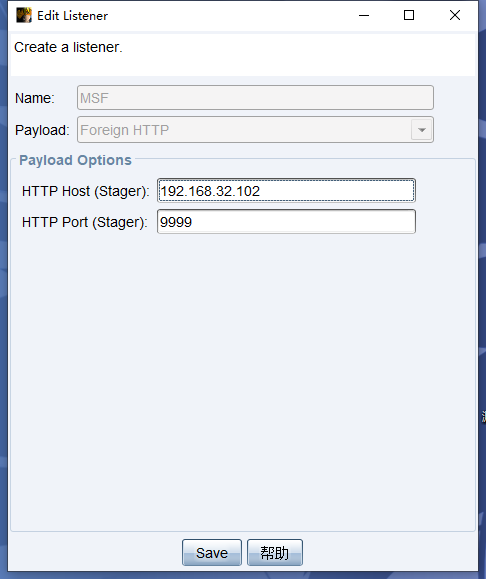 Edit Listener
Create a listener.
Name: MSF
Payload: Foreign HTTP
Payload Options
HTTP Host (Stager): 192.168.32.102
HTTP Port (Stager): 9999
Save 帮助